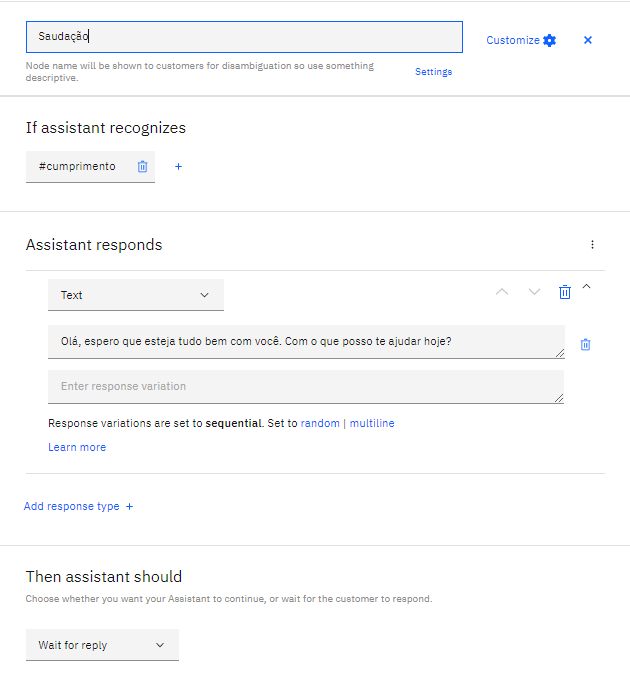 Saudação
Customize
Node name will be shown to customers for disambiguation so use something
descriptive.
Settings
If assistant recognizes
#cumprimento
Assistant responds
Text
Olá, espero que esteja tudo bem com você. Com o que posso te ajudar hoje?
Enter response variation
Response variations are set to sequential. Set to random | multiline
Learn more
Add response type +
Then assistant should
Choose whether you want your Assistant to continue, or wait for the customer to respond.
Wait for reply